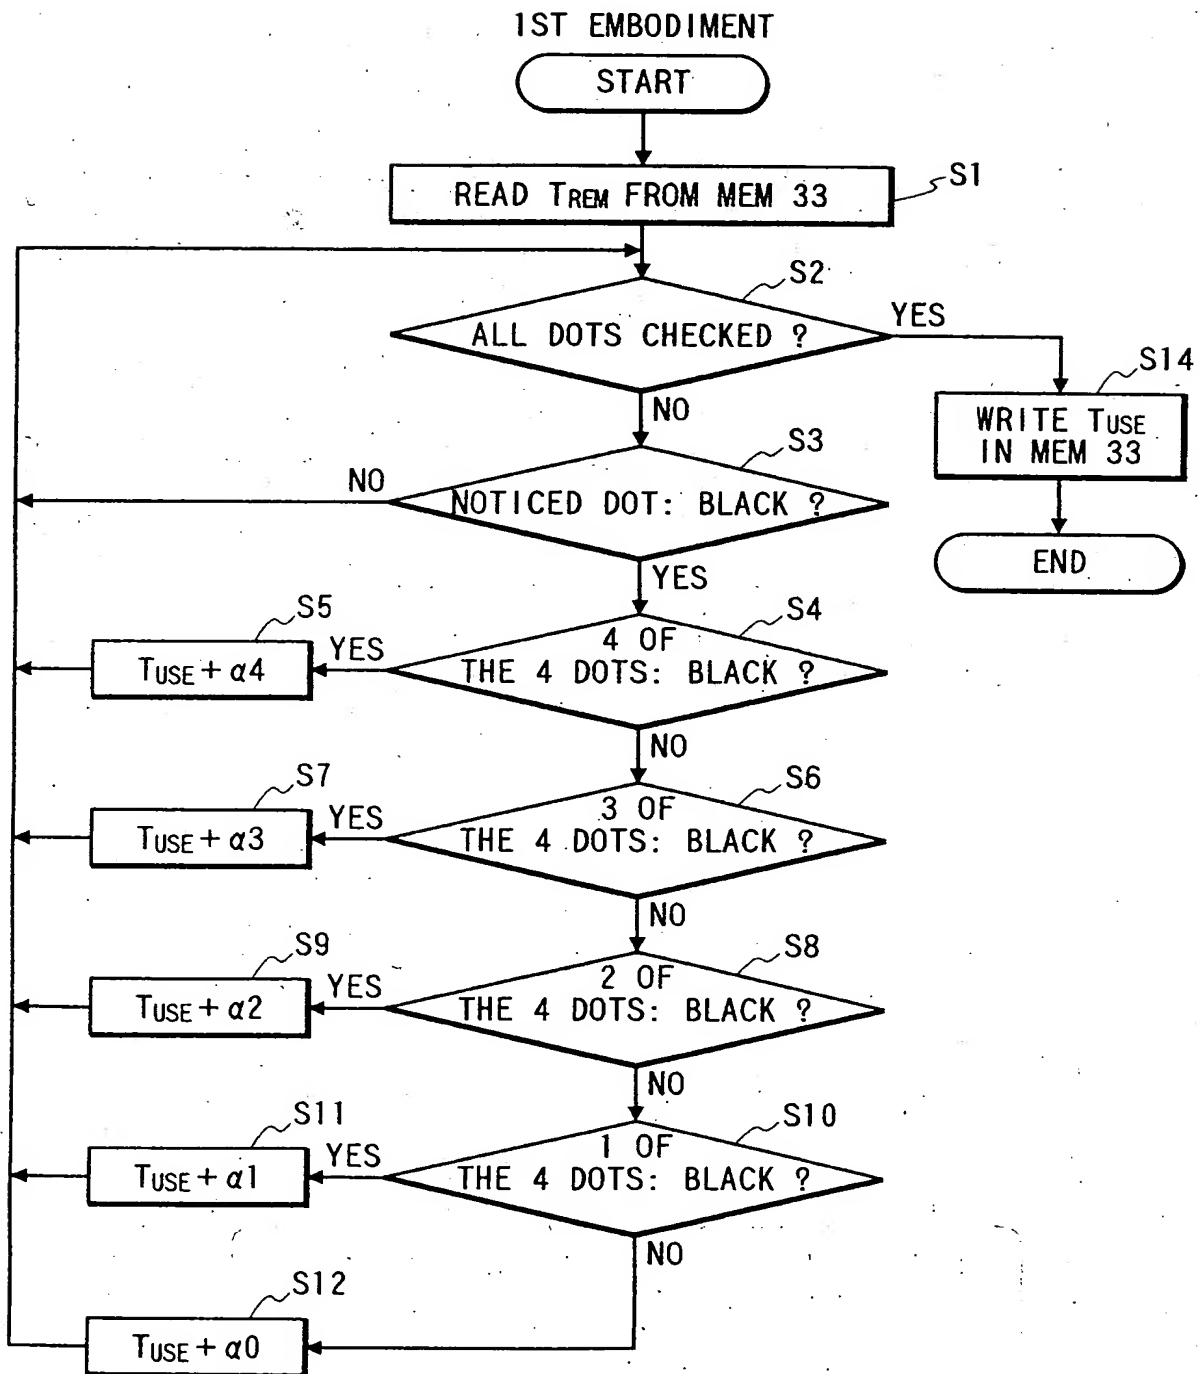 1ST EMBODIMENT
START
READ TREM FROM MEM 33
S1
S2
ALL DOTS CHECKED ?
YES
NO
S14
WRITE TUSE
IN MEM 33
END
S3
NOTICED DOT: BLACK ?
NO
YES
S4
4 OF
THE 4 DOTS: BLACK ?
YES
S5
TUSE + α4
NO
S6
3 OF
THE 4 DOTS: BLACK ?
YES
S7
TUSE + α3
NO
S8
2 OF
THE 4 DOTS: BLACK ?
YES
S9
TUSE + α2
NO
S10
1 OF
THE 4 DOTS: BLACK ?
YES
S11
TUSE + α1
NO
S12
TUSE + α0